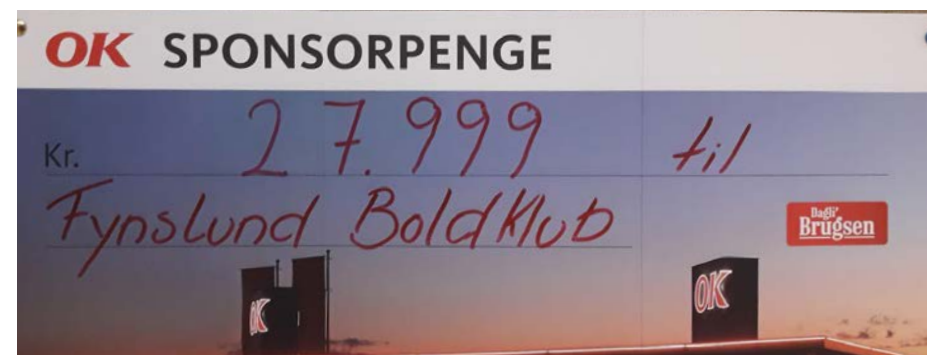 OK SPONSORPENGE
Kr. 27.999 til
Fynslund Boldklub
Dagli'
Brugsen
OK
OK